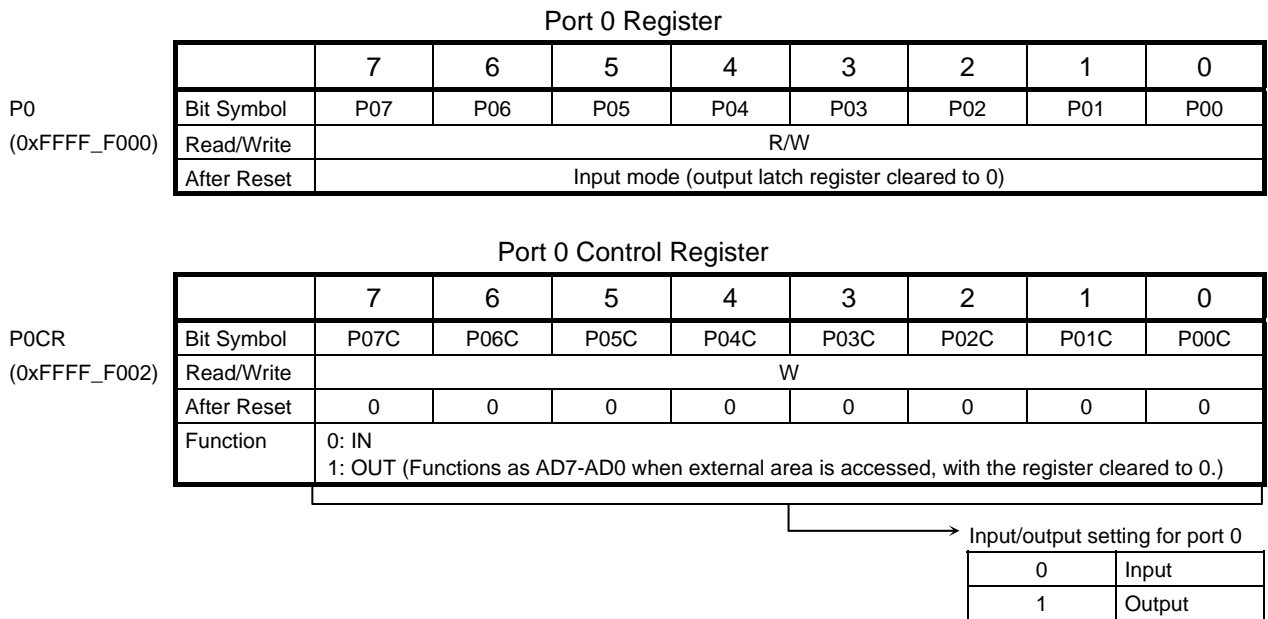 Port 0 Register
7 6 5 4 3 2 1 0
P0 Bit Symbol P07 P06 P05 P04 P03 P02 P01 P00
(0xFFFF_F000) Read/Write R/W
After Reset Input mode (output latch register cleared to 0)
Port 0 Control Register
7 6 5 4 3 2 1 0
P0CR Bit Symbol P07C P06C P05C P04C P03C P02C P01C P00C
(0xFFFF_F002) Read/Write W
After Reset 0 0 0 0 0 0 0 0
Function 0: IN
1: OUT (Functions as AD7-AD0 when external area is accessed, with the register cleared to 0.)
Input/output setting for port 0
0 Input
1 Output